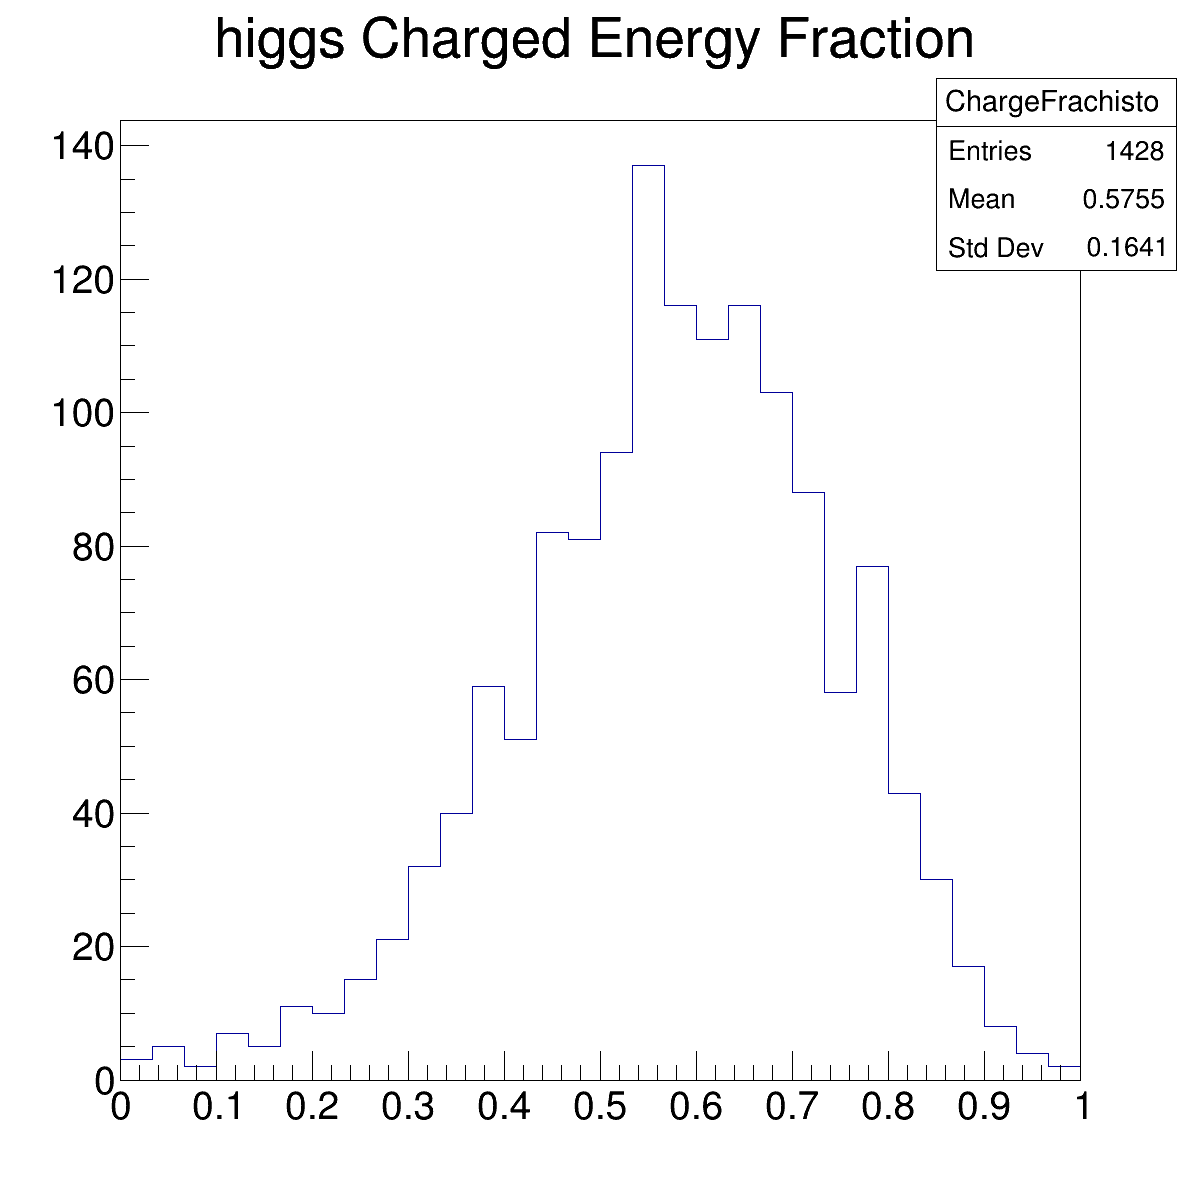 higgs Charged Energy Fraction
ChargeFrachisto
Entries 1428
Mean 0.5755
Std Dev 0.1641
140
120
100
80
60
40
20
0
0 0.1 0.2 0.3 0.4 0.5 0.6 0.7 0.8 0.9 1